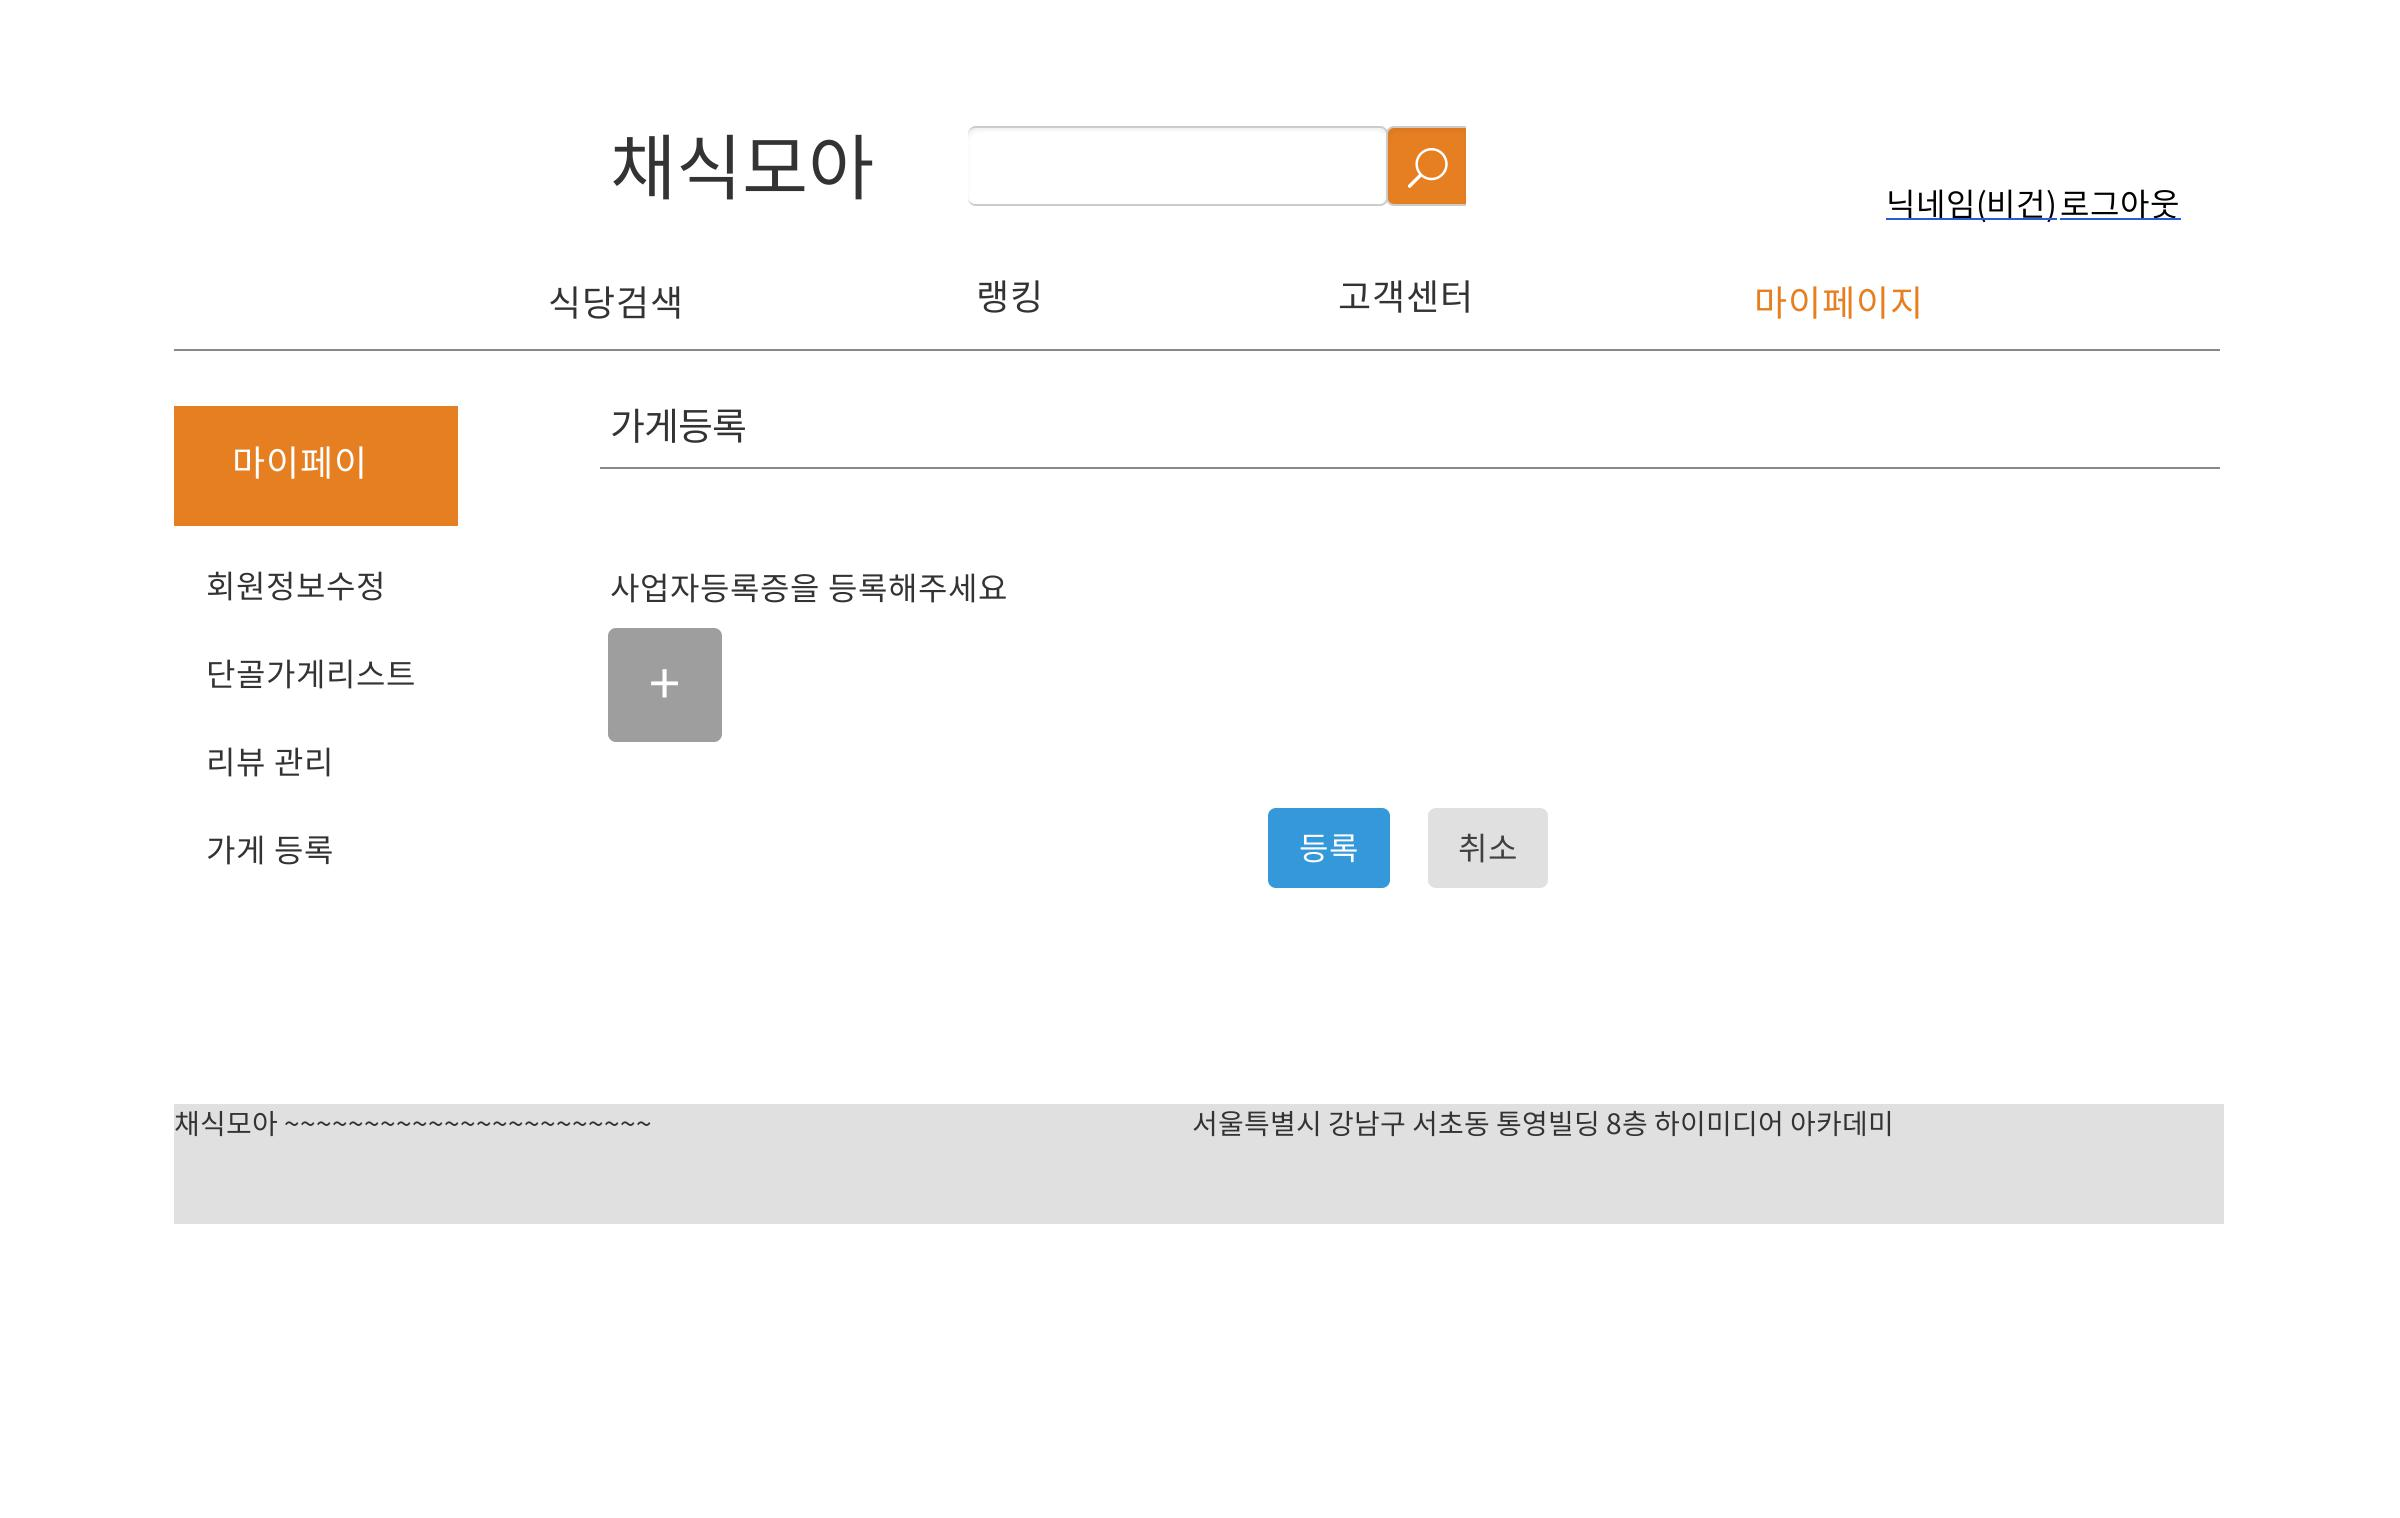 채식모아
닉네임(비건) 로그아웃
식당검색 랭킹 고객센터 마이페이지
마이페이
가게등록
회원정보수정
사업자등록증을 등록해주세요
+
단골가게리스트
리뷰 관리
가게 등록
등록 취소
채식모아 ~~~~~~~~~~~~~~~~~~~~~~~
서울특별시 강남구 서초동 통영빌딩 8층 하이미디어 아카데미